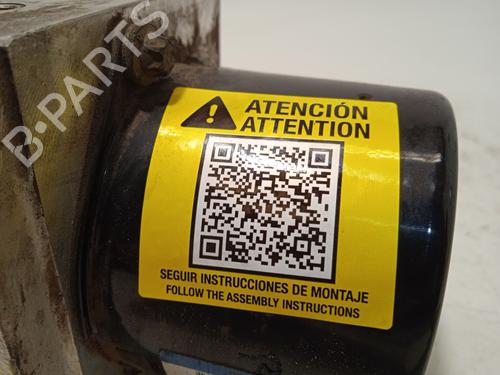 B-PARTS
ATENCIÓN
ATTENTION
SEGUIR INSTRUCCIONES DE MONTAJE
FOLLOW THE ASSEMBLY INSTRUCTIONS